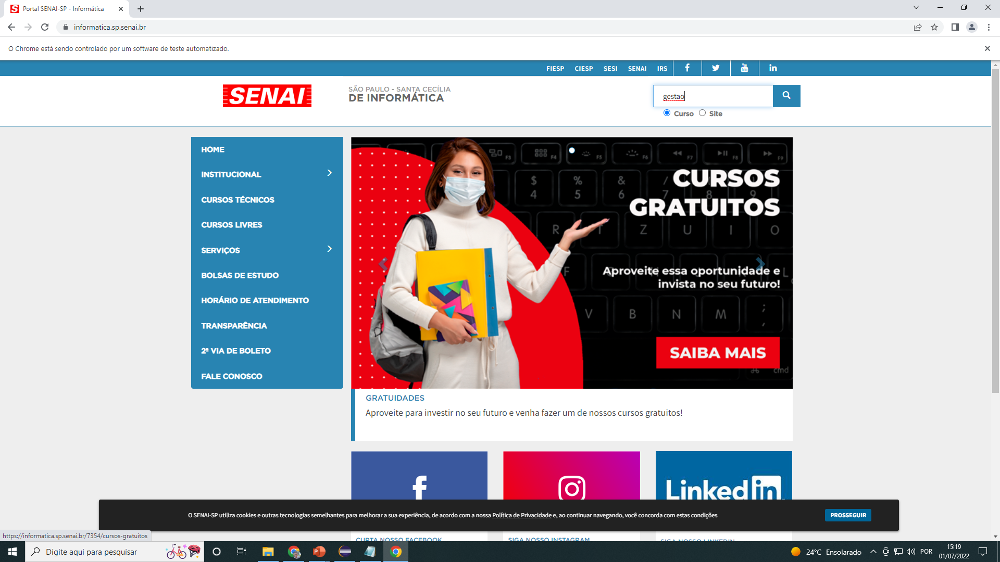 Portal SENAI-SP - Informática
informatica.sp.senai.br
O Chrome está sendo controlado por um software de teste automatizado.
FIESP CIESP SESI SENAI IRS
SENAI
SÃO PAULO - SANTA CECÍLIA
DE INFORMÁTICA
gestao
Curso Site
HOME
INSTITUCIONAL
CURSOS TÉCNICOS
CURSOS LIVRES
SERVIÇOS
BOLSAS DE ESTUDO
HORÁRIO DE ATENDIMENTO
TRANSPARÊNCIA
2ª VIA DE BOLETO
FALE CONOSCO
CURSOS
GRATUITOS
Aproveite essa oportunidade e
invista no seu futuro!
SAIBA MAIS
GRATUIDADES
Aproveite para investir no seu futuro e venha fazer um de nossos cursos gratuitos!
LinkedIn
O SENAI-SP utiliza cookies e outras tecnologias semelhantes para melhorar a sua experiência, de acordo com a nossa Política de Privacidade e, ao continuar navegando, você concorda com estas condições
PROSSEGUIR
https://informatica.sp.senai.br/7354/cursos-gratuitos
CURTA NOSSO FACEBOOK
SIGA NOSSO INSTAGRAM
SIGA NOSSO LINKEDIN
Digite aqui para pesquisar
24°C Ensolarado
POR
15:19
01/07/2022